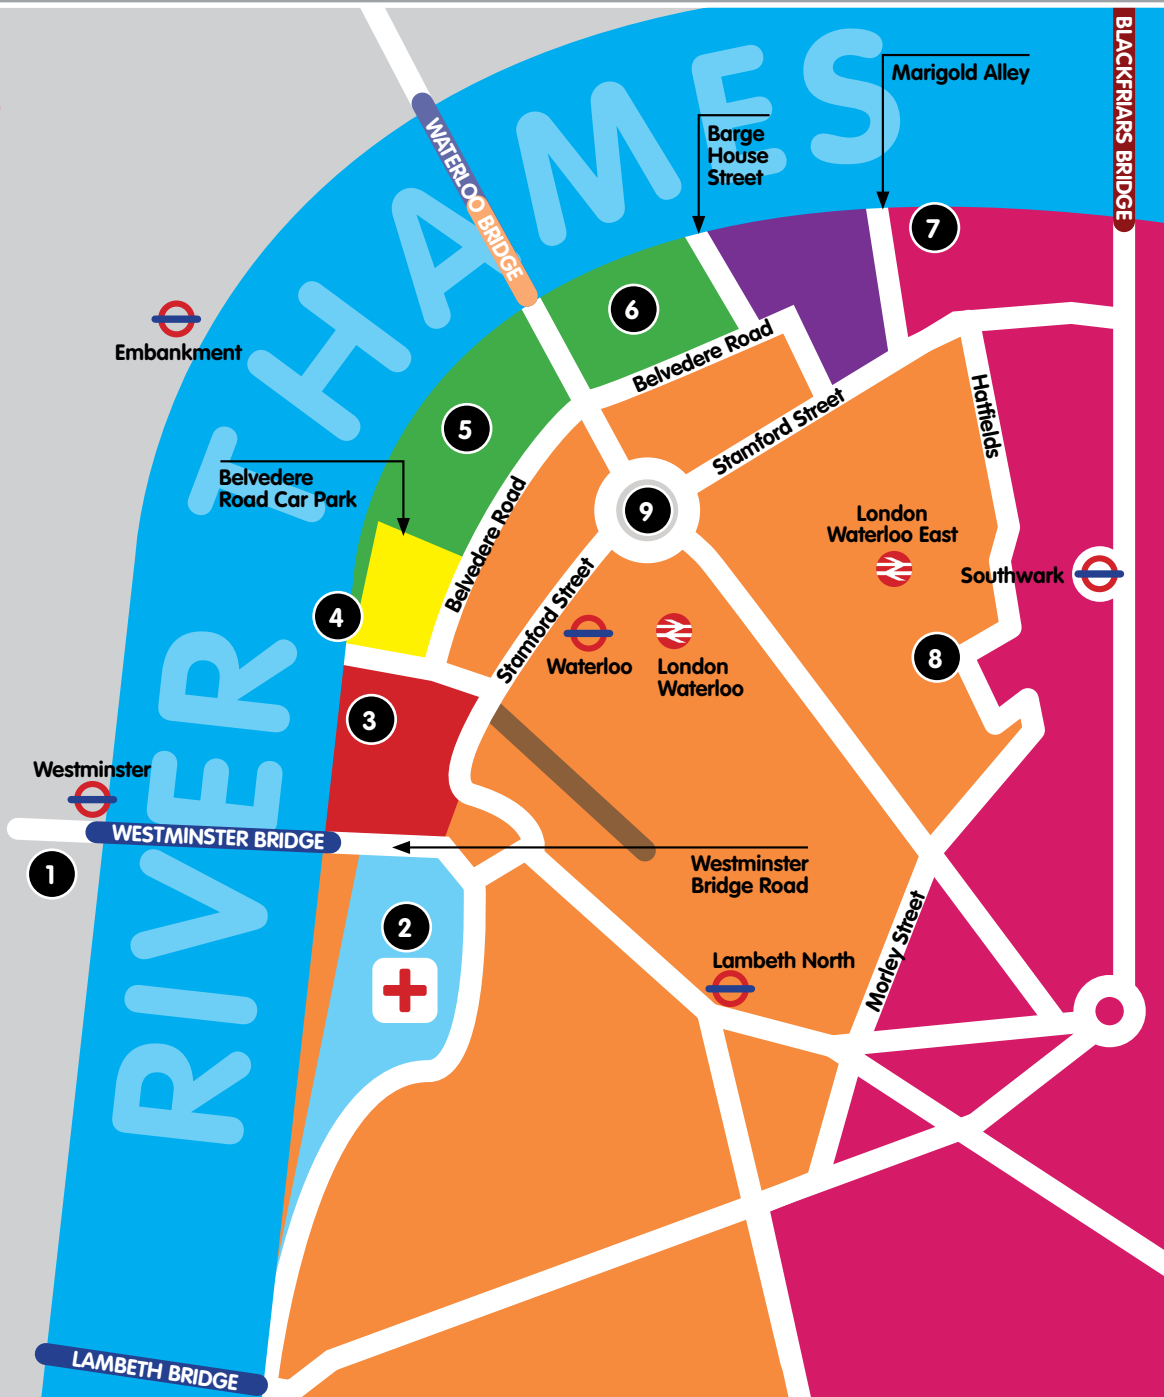 BLACKFRIARS BRIDGE
Marigold Alley
WATERLOO BRIDGE
Barge
House
Street
7
6
Embankment
RIVER THAMES
Belvedere Road
Stamford Street
Hatfields
5
Belvedere
Road Car Park
Belvedere Road
9
London
Waterloo East
Southwark
Stamford Street
4
Waterloo
London
Waterloo
8
3
Westminster
WESTMINSTER BRIDGE
1
Westminster
Bridge Road
2
Morley Street
Lambeth North
LAMBETH BRIDGE